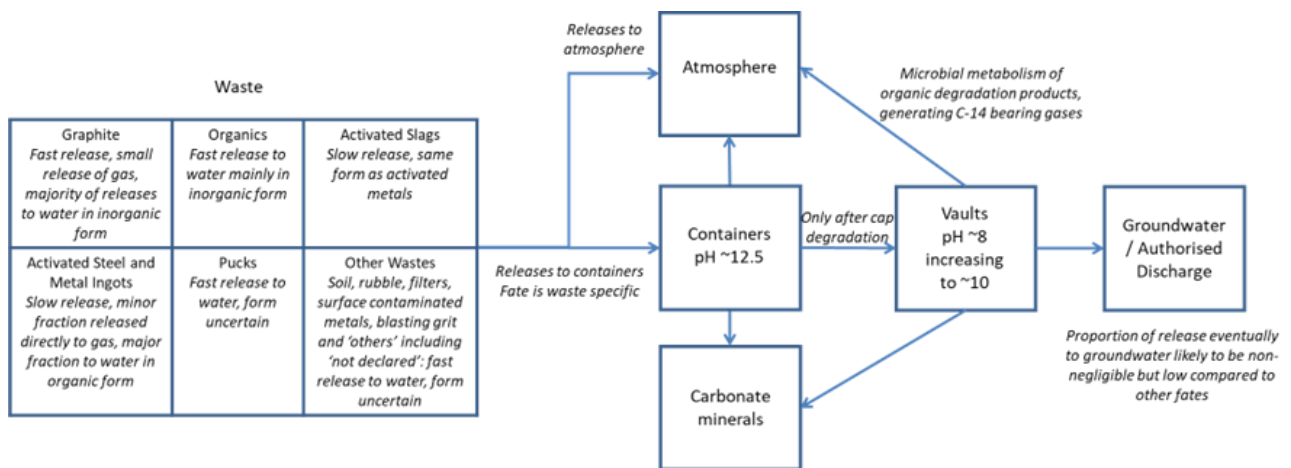 Waste
Graphite
Fast release, small
release of gas,
majority of releases
to water in inorganic
form
Organics
Fast release to
water mainly in
inorganic form
Activated Slags
Slow release, same
form as activated
metals
Activated Steel and
Metal Ingots
Slow release, minor
fraction released
directly to gas, major
fraction to water in
organic form
Pucks
Fast release to
water, form
uncertain
Other Wastes
Soil, rubble, filters,
surface contaminated
metals, blasting grit
and ‘others’ including
‘not declared’: fast
release to water, form
uncertain
Releases to
atmosphere
Releases to containers
Fate is waste specific
Atmosphere
Containers
pH ~12.5
Carbonate
minerals
Only after cap
degradation
Microbial metabolism of
organic degradation products,
generating C-14 bearing gases
Vaults
pH ~8
increasing
to ~10
Groundwater
/ Authorised
Discharge
Proportion of release eventually
to groundwater likely to be non-
negligible but low compared to
other fates